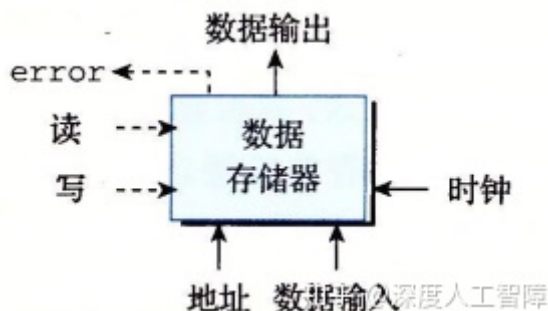 数据输出
error
读
数据
存储器
写
时钟
地址 数据输入
@深度人工智障